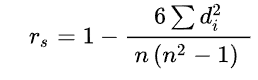 r_s = 1 - \frac{6 \sum d_i^2}{n (n^2 - 1)}